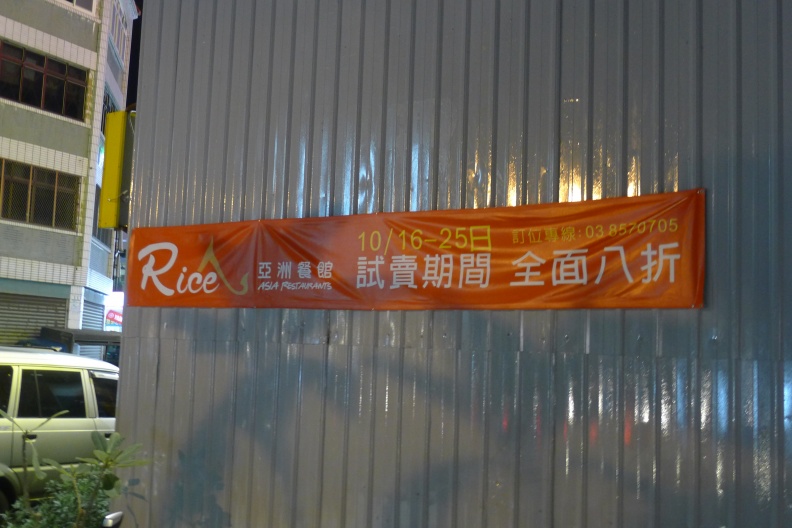 Rice
亞洲餐館
ASIA RESTAURANTS
10/16-25日 訂位專線:03 8570705
試賣期間 全面八折